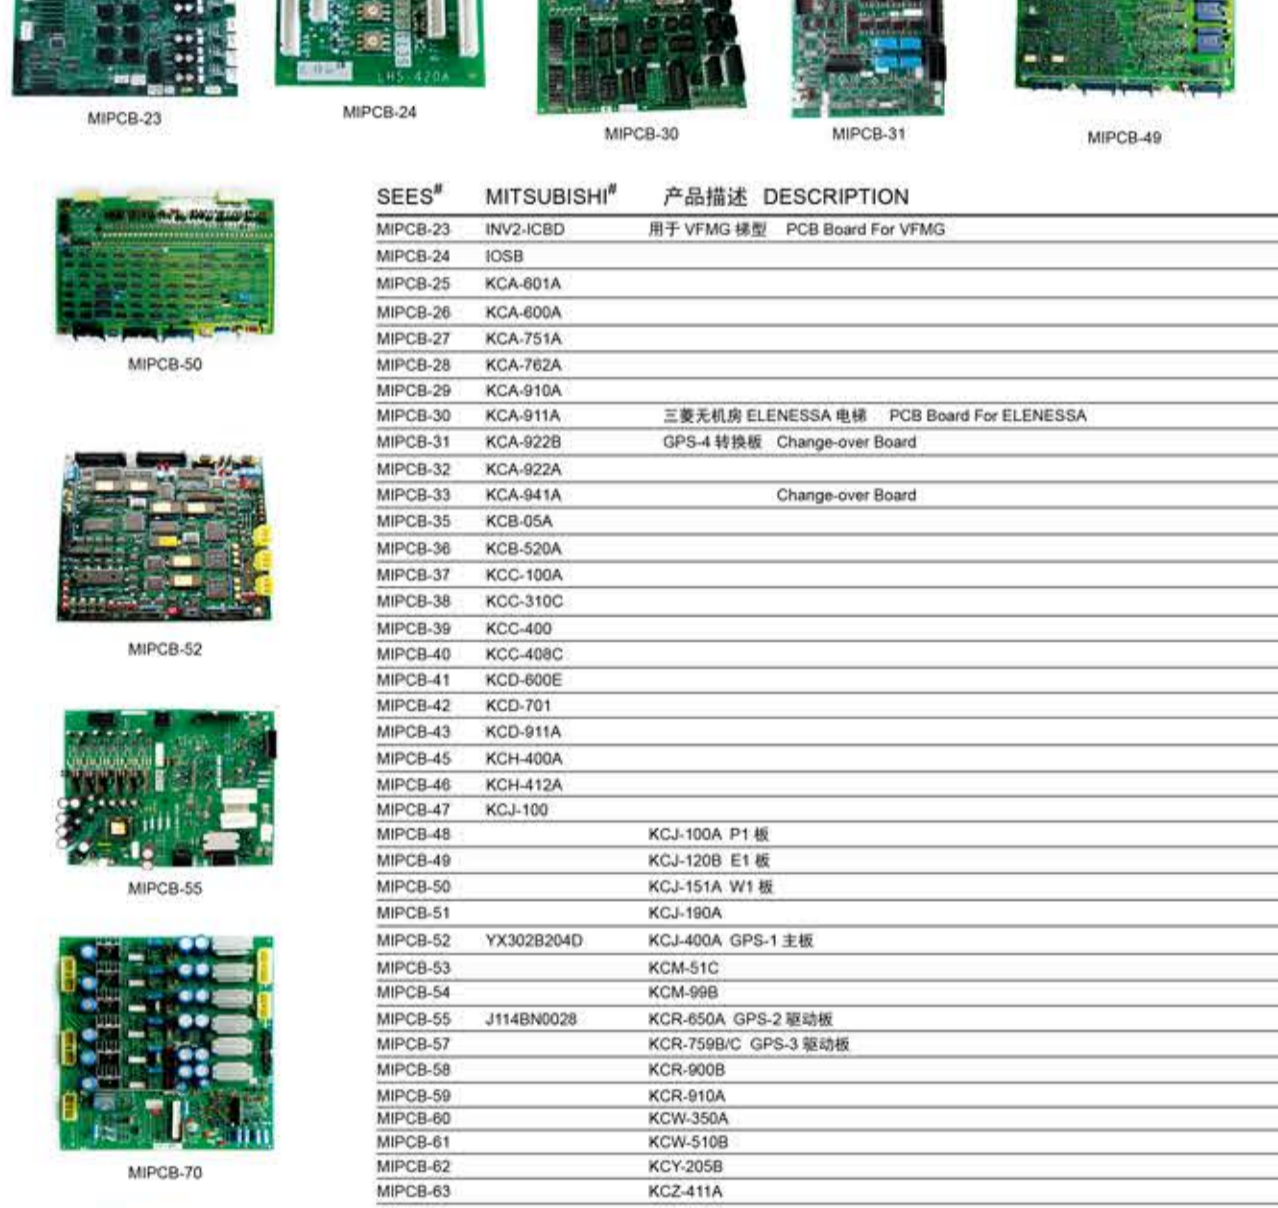 LHS-420A
MIPCB-23
MIPCB-24
MIPCB-30
MIPCB-31
MIPCB-49
MIPCB-50
MIPCB-52
MIPCB-55
MIPCB-70
SEES# MITSUBISHI# 产品描述 DESCRIPTION
MIPCB-23 INV2-ICBD 用于 VFMG 梯型 PCB Board For VFMG
MIPCB-24 IOSB
MIPCB-25 KCA-601A
MIPCB-26 KCA-600A
MIPCB-27 KCA-751A
MIPCB-28 KCA-762A
MIPCB-29 KCA-910A
MIPCB-30 KCA-911A 三菱无机房 ELENESSA 电梯 PCB Board For ELENESSA
MIPCB-31 KCA-922B GPS-4 转换板 Change-over Board
MIPCB-32 KCA-922A
MIPCB-33 KCA-941A Change-over Board
MIPCB-35 KCB-05A
MIPCB-36 KCB-520A
MIPCB-37 KCC-100A
MIPCB-38 KCC-310C
MIPCB-39 KCC-400
MIPCB-40 KCC-408C
MIPCB-41 KCD-600E
MIPCB-42 KCD-701
MIPCB-43 KCD-911A
MIPCB-45 KCH-400A
MIPCB-46 KCH-412A
MIPCB-47 KCJ-100
MIPCB-48 KCJ-100A P1 板
MIPCB-49 KCJ-120B E1 板
MIPCB-50 KCJ-151A W1 板
MIPCB-51 KCJ-190A
MIPCB-52 YX302B204D KCJ-400A GPS-1 主板
MIPCB-53 KCM-51C
MIPCB-54 KCM-99B
MIPCB-55 J114BN0028 KCR-650A GPS-2 驱动板
MIPCB-57 KCR-759B/C GPS-3 驱动板
MIPCB-58 KCR-900B
MIPCB-59 KCR-910A
MIPCB-60 KCW-350A
MIPCB-61 KCW-510B
MIPCB-62 KCY-205B
MIPCB-63 KCZ-411A